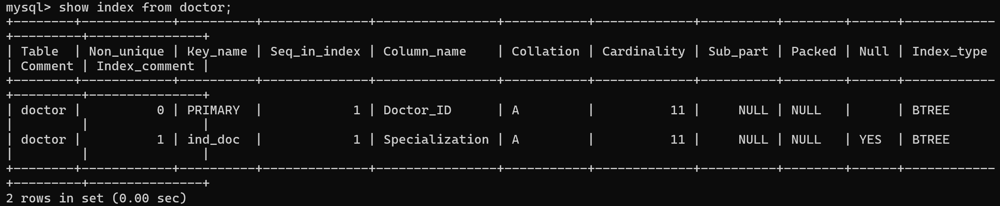 mysql> show index from doctor;
+--------+------------+----------+--------------+----------------+-----------+-------------+----------+--------+------+------------
+---------+---------------+
| Table  | Non_unique | Key_name | Seq_in_index | Column_name    | Collation | Cardinality | Sub_part | Packed | Null | Index_type
| Comment | Index_comment |
+--------+------------+----------+--------------+----------------+-----------+-------------+----------+--------+------+------------
+---------+---------------+
| doctor |          0 | PRIMARY  |            1 | Doctor_ID      | A         |          11 |     NULL | NULL   |      | BTREE
|         |               |
| doctor |          1 | ind_doc  |            1 | Specialization | A         |          11 |     NULL | NULL   | YES  | BTREE
|         |               |
+--------+------------+----------+--------------+----------------+-----------+-------------+----------+--------+------+------------
+---------+---------------+
2 rows in set (0.00 sec)